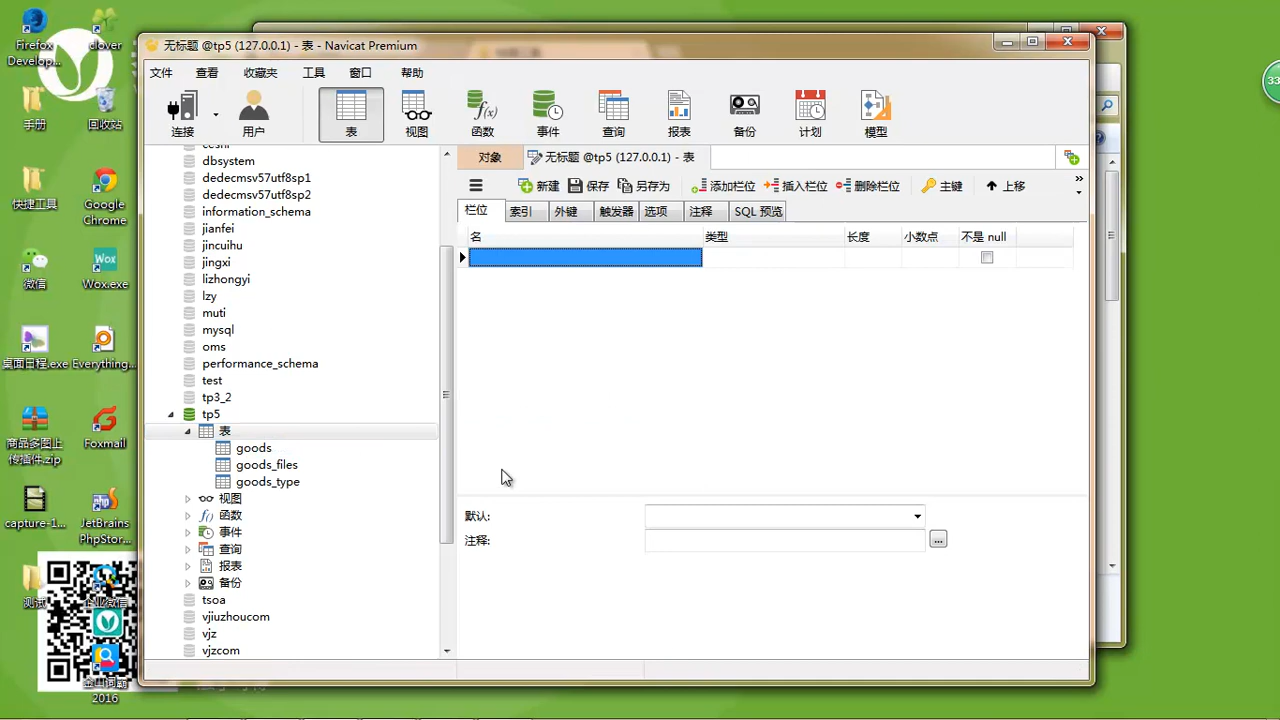 Firefox
Develop...
clover
手册
回收站
快捷工具
Google
Chrome
微信
Wox.exe
桌面日程.exe
Everything...
商品多图上
传插件.zip
Foxmail
capture-1...
JetBrains
PhpStor...
测试
企业微信
2016
33
无标题 @tp5 (127.0.0.1) - 表 - Navicat Premium
文件 查看 收藏夹 工具 窗口 帮助
连接 用户 表 视图 函数 事件 查询 报表 备份 计划 模型
dbsystem
dedecmsv57utf8sp1
dedecmsv57utf8sp2
information_schema
jianfei
jincuihu
jingxi
lizhongyi
lzy
muti
mysql
oms
performance_schema
test
tp3_2
tp5
表
goods
goods_files
goods_type
视图
函数
事件
查询
报表
备份
tsoa
vjiuzhoucom
vjz
vjzcom
对象 无标题 @tp5 (127.0.0.1) - 表
新建 保存 另存为 添加栏位 插入栏位 删除栏位 主键 上移 »
栏位 索引 外键 触发器 选项 注释 SQL 预览
名 类型 长度 小数点 不是 null
默认:
注释:
...